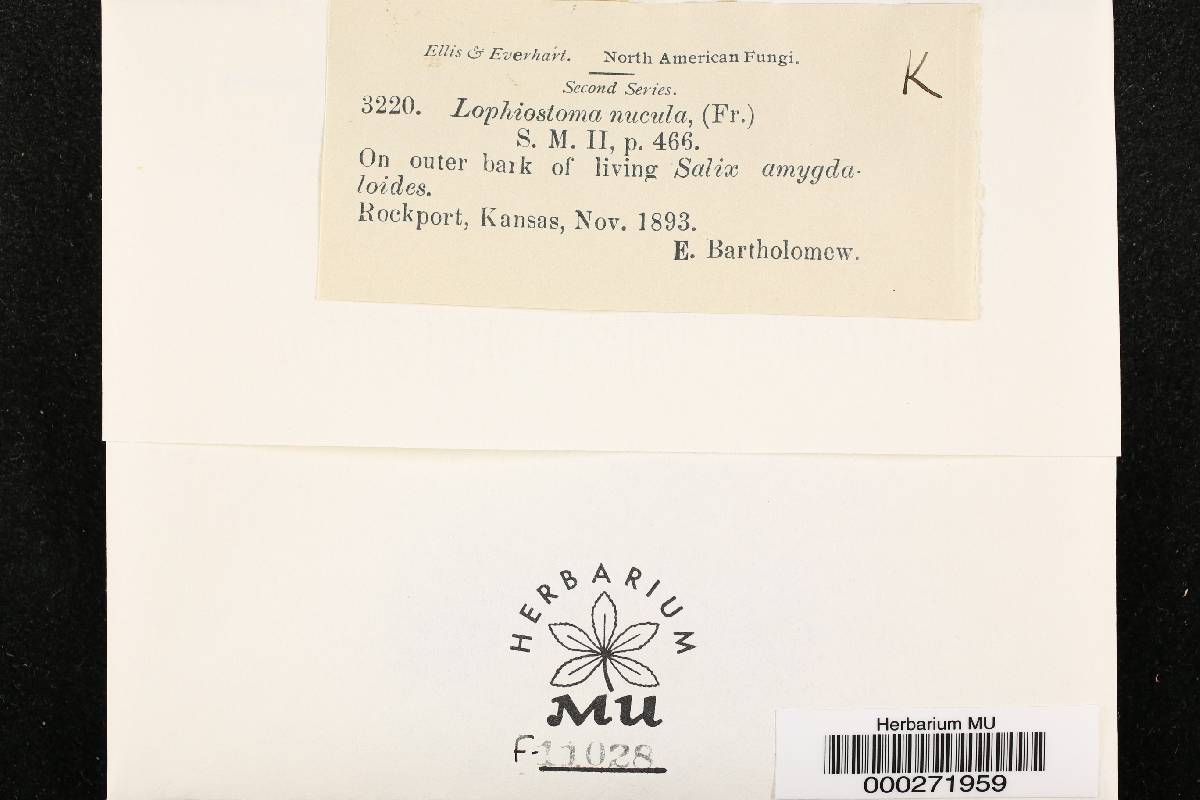 Ellis & Everhart. North American Fungi.
Second Series.
K
3220. Lophiostoma nucula, (Fr.)
S. M. II, p. 466.
On outer bark of living Salix amygda-
loides.
Rockport, Kansas, Nov. 1893.
E. Bartholomew.
HERBARIUM
MU
F-11028
Herbarium MU
000271959